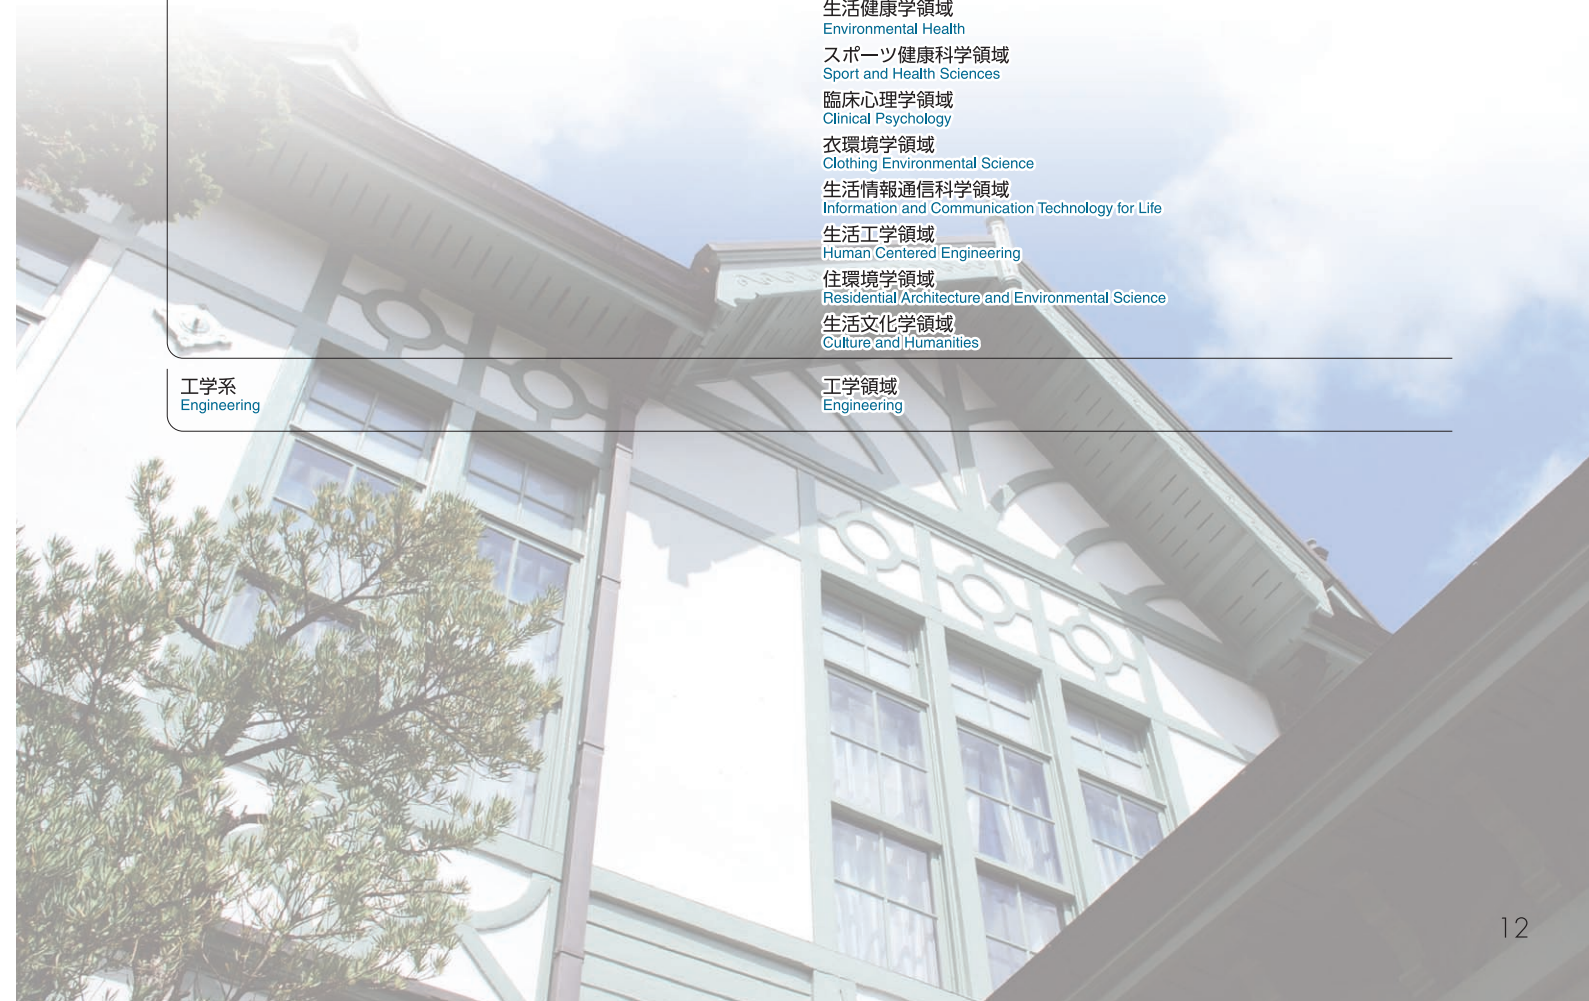 生活健康学領域
Environmental Health
スポーツ健康科学領域
Sport and Health Sciences
臨床心理学領域
Clinical Psychology
衣環境学領域
Clothing Environmental Science
生活情報通信科学領域
Information and Communication Technology for Life
生活工学領域
Human Centered Engineering
住環境学領域
Residential Architecture and Environmental Science
生活文化学領域
Culture and Humanities
工学系
Engineering
工学領域
Engineering
12